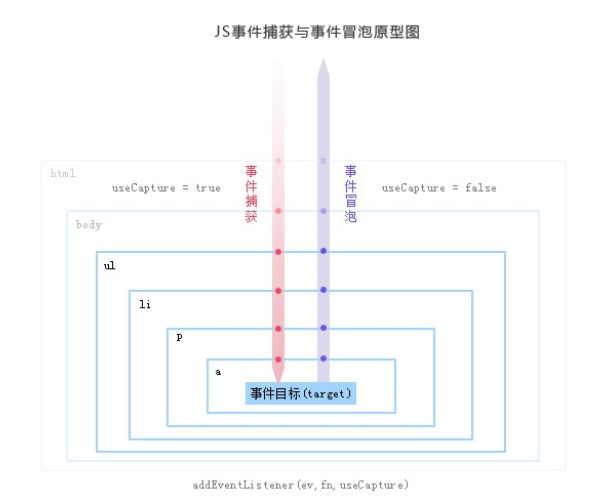 JS事件捕获与事件冒泡原型图
html
useCapture = true
事件捕获
事件冒泡
useCapture = false
body
ul
li
p
a
事件目标(target)
addEventListener(ev, fn, useCapture)